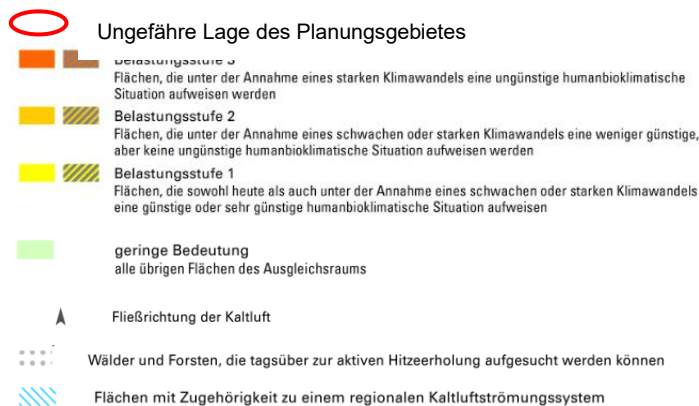 Ungefähre Lage des Planungsgebietes
Belastungsstufe 3
Flächen, die unter der Annahme eines starken Klimawandels eine ungünstige humanbioklimatische
Situation aufweisen werden
Belastungsstufe 2
Flächen, die unter der Annahme eines schwachen oder starken Klimawandels eine weniger günstige,
aber keine ungünstige humanbioklimatische Situation aufweisen werden
Belastungsstufe 1
Flächen, die sowohl heute als auch unter der Annahme eines schwachen oder starken Klimawandels
eine günstige oder sehr günstige humanbioklimatische Situation aufweisen
geringe Bedeutung
alle übrigen Flächen des Ausgleichsraums
Fließrichtung der Kaltluft
Wälder und Forsten, die tagsüber zur aktiven Hitzeerholung aufgesucht werden können
Flächen mit Zugehörigkeit zu einem regionalen Kaltluftströmungssystem